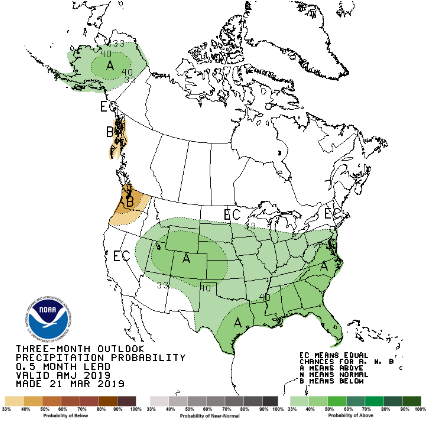 33
40
A
40
EC
B
B
EC
EC
EC
33
A
A
33
40
40
A
NOAA
THREE-MONTH OUTLOOK
PRECIPITATION PROBABILITY
0.5 MONTH LEAD
VALID AMJ 2019
MADE 21 MAR 2019
EC MEANS EQUAL
CHANCES FOR A, N, B
A MEANS ABOVE
N MEANS NORMAL
B MEANS BELOW
33% 40% 50% 60% 70% 80% 90% 100%
Probability of Below
33% 40% 50% 60% 70% 80% 90% 100%
Probability of Near-Normal
33% 40% 50% 60% 70% 80% 90% 100%
Probability of Above